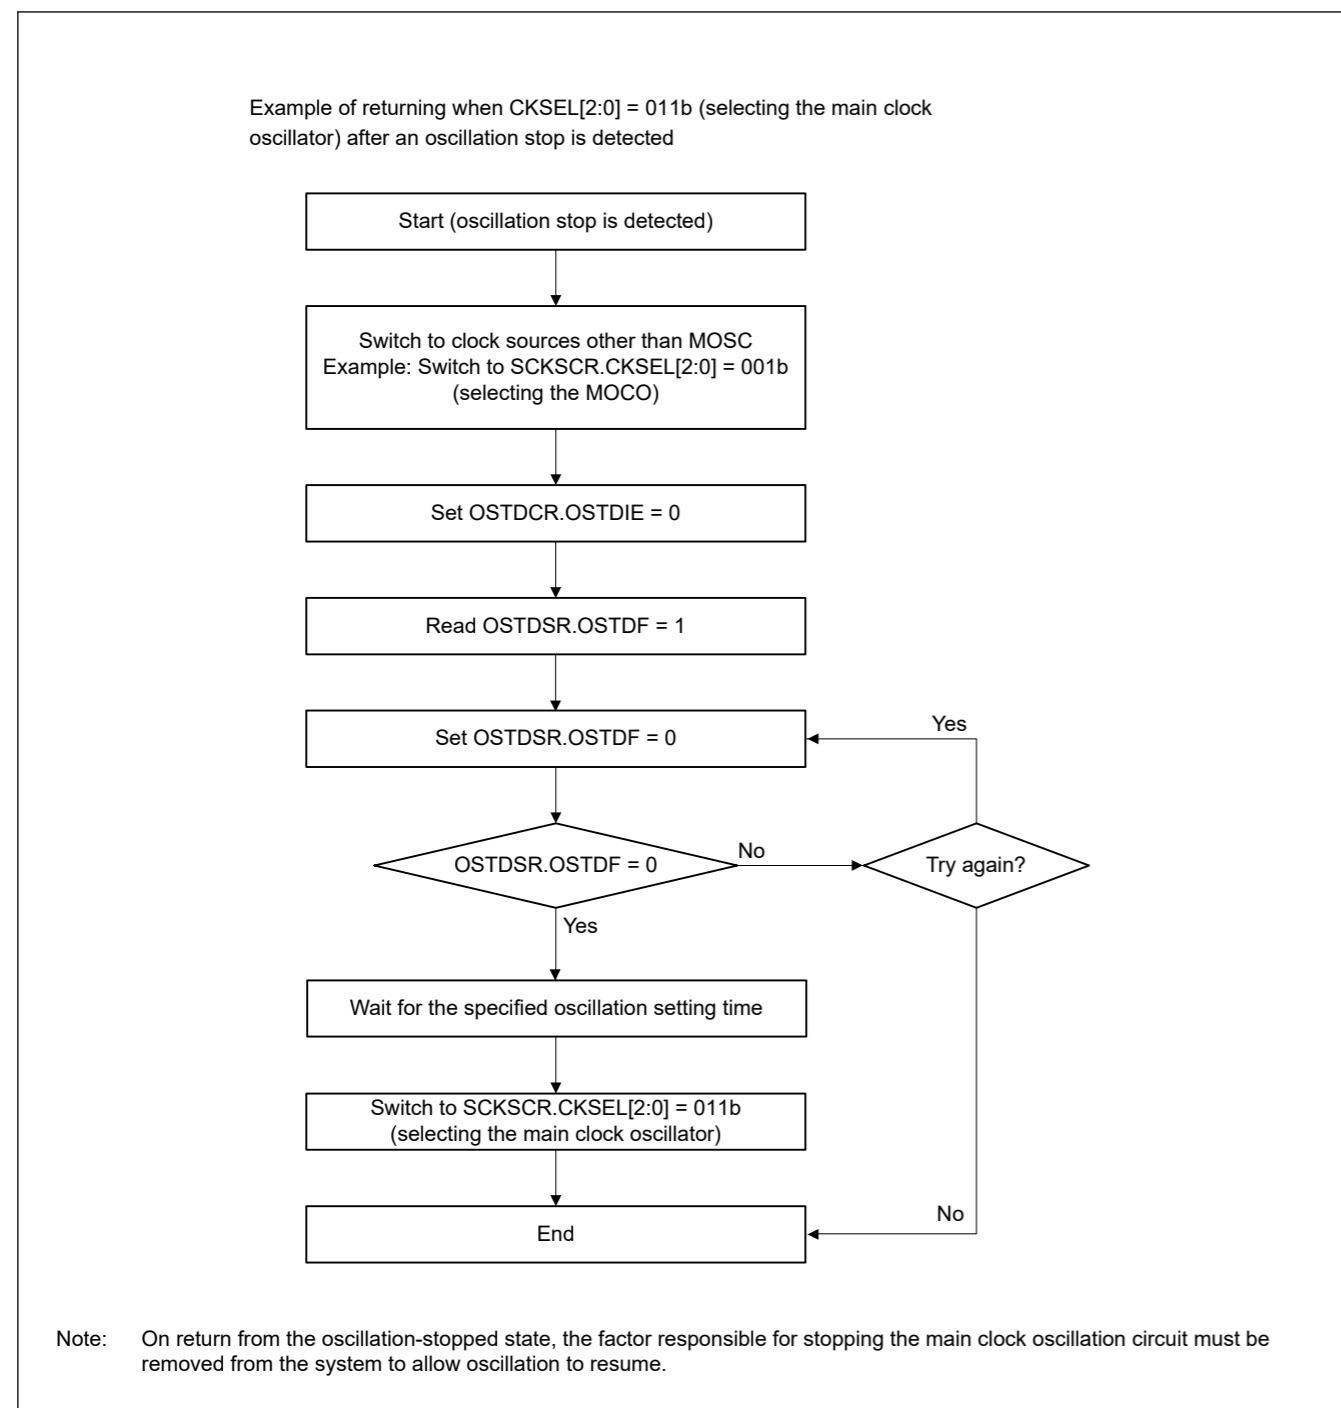 Example of returning when CKSEL[2:0] = 011b (selecting the main clock
oscillator) after an oscillation stop is detected
Start (oscillation stop is detected)
Switch to clock sources other than MOSC
Example: Switch to SCKSCR.CKSEL[2:0] = 001b
(selecting the MOCO)
Set OSTDCR.OSTDIE = 0
Read OSTDSR.OSTDF = 1
Set OSTDSR.OSTDF = 0
Yes
OSTDSR.OSTDF = 0
No
Try again?
Yes
Wait for the specified oscillation setting time
Switch to SCKSCR.CKSEL[2:0] = 011b
(selecting the main clock oscillator)
No
End
Note: On return from the oscillation-stopped state, the factor responsible for stopping the main clock oscillation circuit must be
removed from the system to allow oscillation to resume.